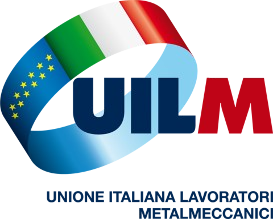 UILM
UNIONE ITALIANA LAVORATORI
METALMECCANICI